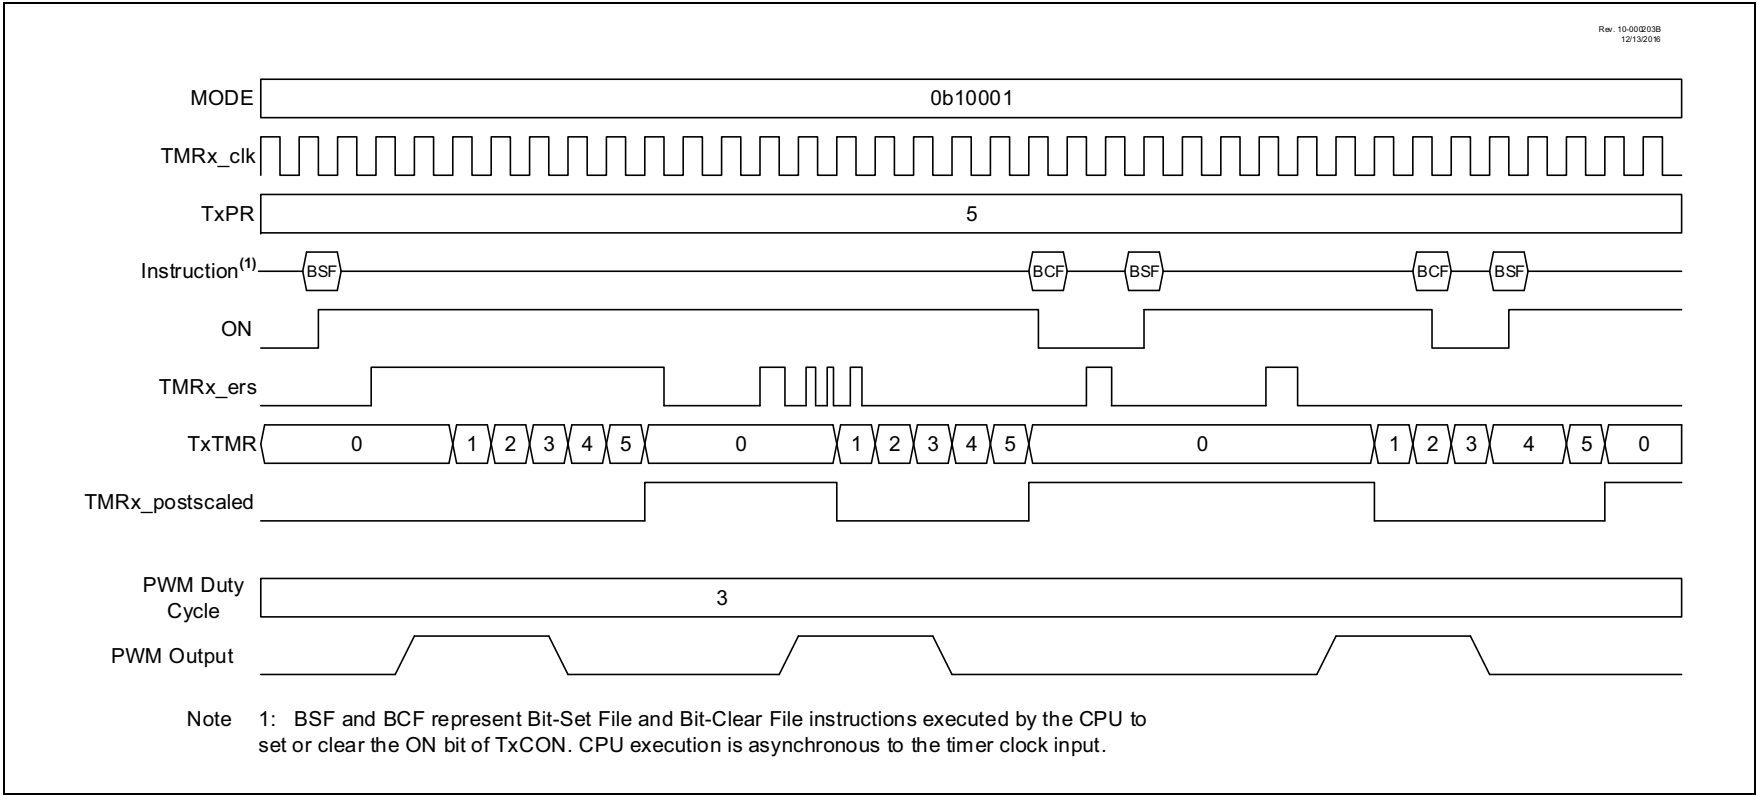 Rev. 10-000203B
12/13/2016
MODE 0b10001
TMRx_clk
TxPR 5
Instruction(1) BSF BCF BSF BCF BSF
ON
TMRx_ers
TxTMR 0 1 2 3 4 5 0 1 2 3 4 5 0 1 2 3 4 5 0
TMRx_postscaled
PWM Duty
Cycle 3
PWM Output
Note 1: BSF and BCF represent Bit-Set File and Bit-Clear File instructions executed by the CPU to
set or clear the ON bit of TxCON. CPU execution is asynchronous to the timer clock input.